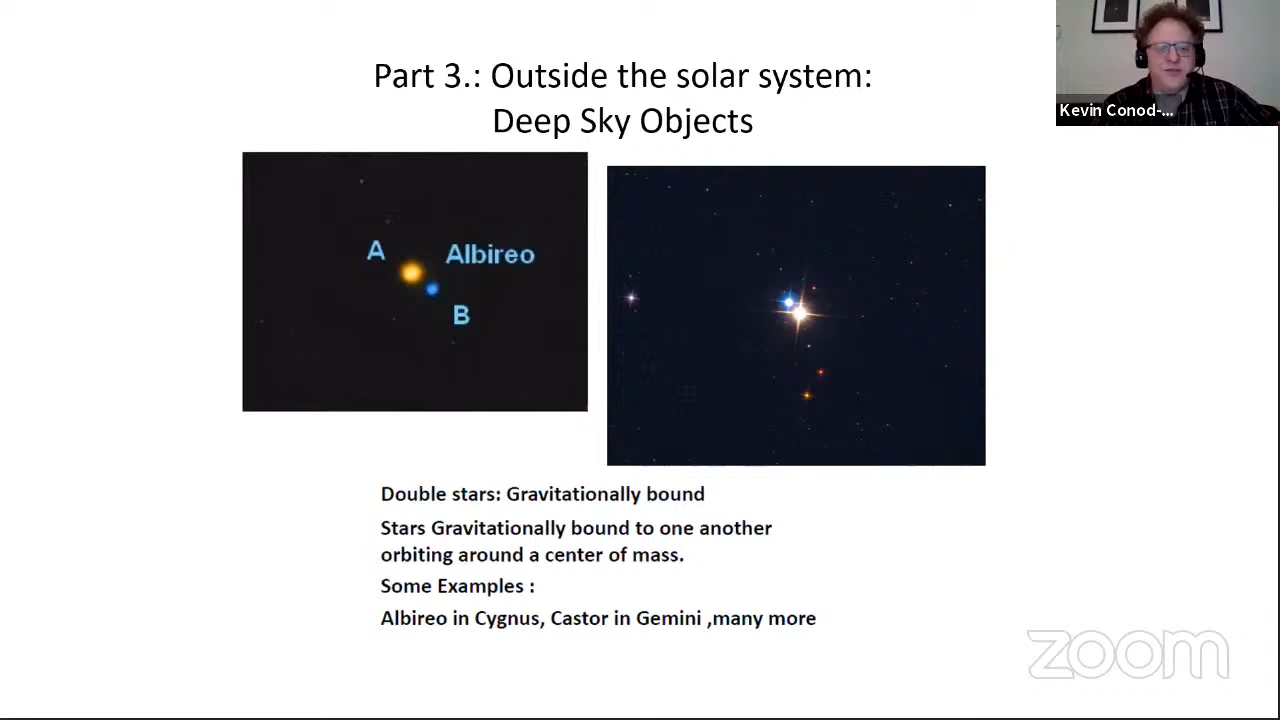 Part 3.: Outside the solar system:
Deep Sky Objects
Kevin Conod-...
A
Albireo
B
Double stars: Gravitationally bound
Stars Gravitationally bound to one another
orbiting around a center of mass.
Some Examples :
Albireo in Cygnus, Castor in Gemini ,many more
zoom